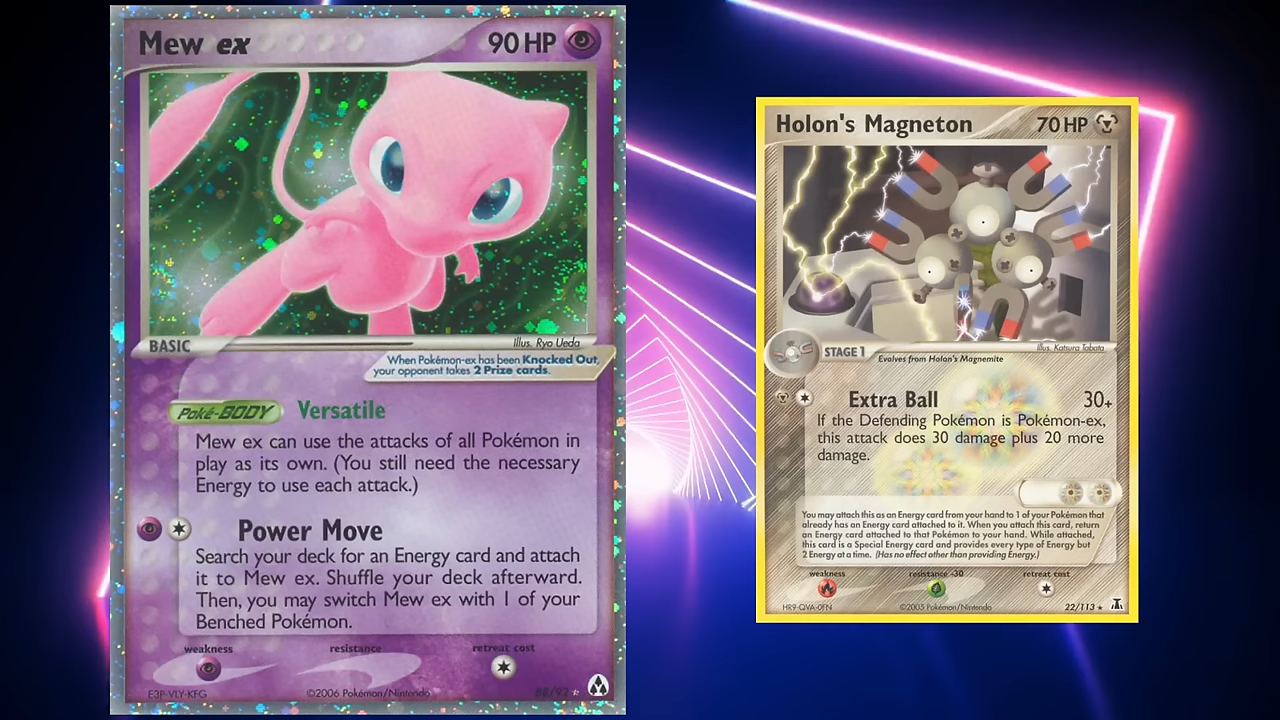 Mew ex
90 HP
BASIC
Illus. Ryo Ueda
When Pokémon-ex has been Knocked Out,
your opponent takes 2 Prize cards.
Poké-BODY Versatile
Mew ex can use the attacks of all Pokémon in
play as its own. (You still need the necessary
Energy to use each attack.)
Power Move
Search your deck for an Energy card and attach
it to Mew ex. Shuffle your deck afterward.
Then, you may switch Mew ex with 1 of your
Benched Pokémon.
weakness resistance retreat cost
E3P-VLY-KFG ©2006 Pokémon/Nintendo 88/92
Holon's Magneton
70 HP
Illus. Katsura Tabata
STAGE 1 Evolves from Holon's Magnemite
Extra Ball 30+
If the Defending Pokémon is Pokémon-ex,
this attack does 30 damage plus 20 more
damage.
You may attach this as an Energy card from your hand to 1 of your Pokémon that
already has an Energy card attached to it. When you attach this card, return
an Energy card attached to that Pokémon to your hand. While attached,
this card is a Special Energy card and provides every type of Energy but
2 Energy at a time. (Has no effect other than providing Energy.)
weakness resistance -30 retreat cost
HR9-QVA-0FN ©2005 Pokémon/Nintendo 22/113